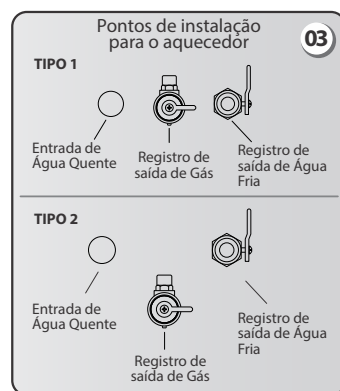 Pontos de instalação
para o aquecedor
03
TIPO 1
Entrada de
Água Quente
Registro de
saída de Gás
Registro de
saída de Água
Fria
TIPO 2
Entrada de
Água Quente
Registro de
saída de Gás
Registro de
saída de Água
Fria